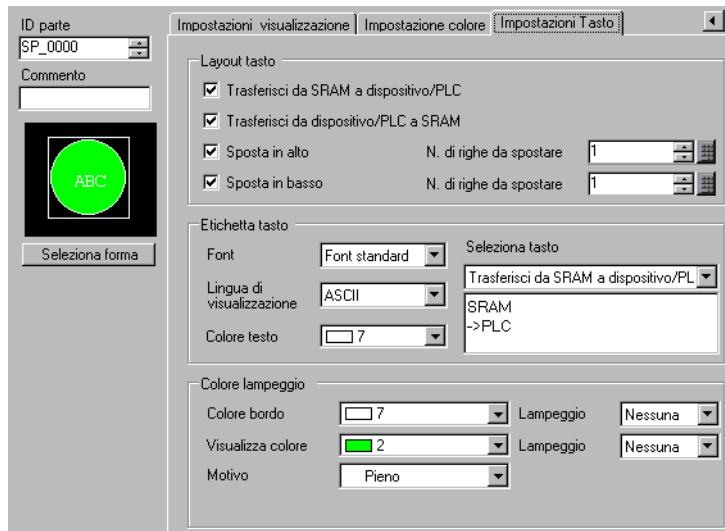 ID parte
SP_0000
Commento
ABC
Seleziona forma
Impostazioni visualizzazione
Impostazione colore
Impostazioni Tasto
Layout tasto
Trasferisci da SRAM a dispositivo/PLC
Trasferisci da dispositivo/PLC a SRAM
Sposta in alto N. di righe da spostare 1
Sposta in basso N. di righe da spostare 1
Etichetta tasto
Font Font standard
Lingua di
visualizzazione
ASCII
Colore testo 7
Seleziona tasto
Trasferisci da SRAM a dispositivo/PL
SRAM
->PLC
Colore lampeggio
Colore bordo 7 Lampeggio Nessuna
Visualizza colore 2 Lampeggio Nessuna
Motivo Pieno